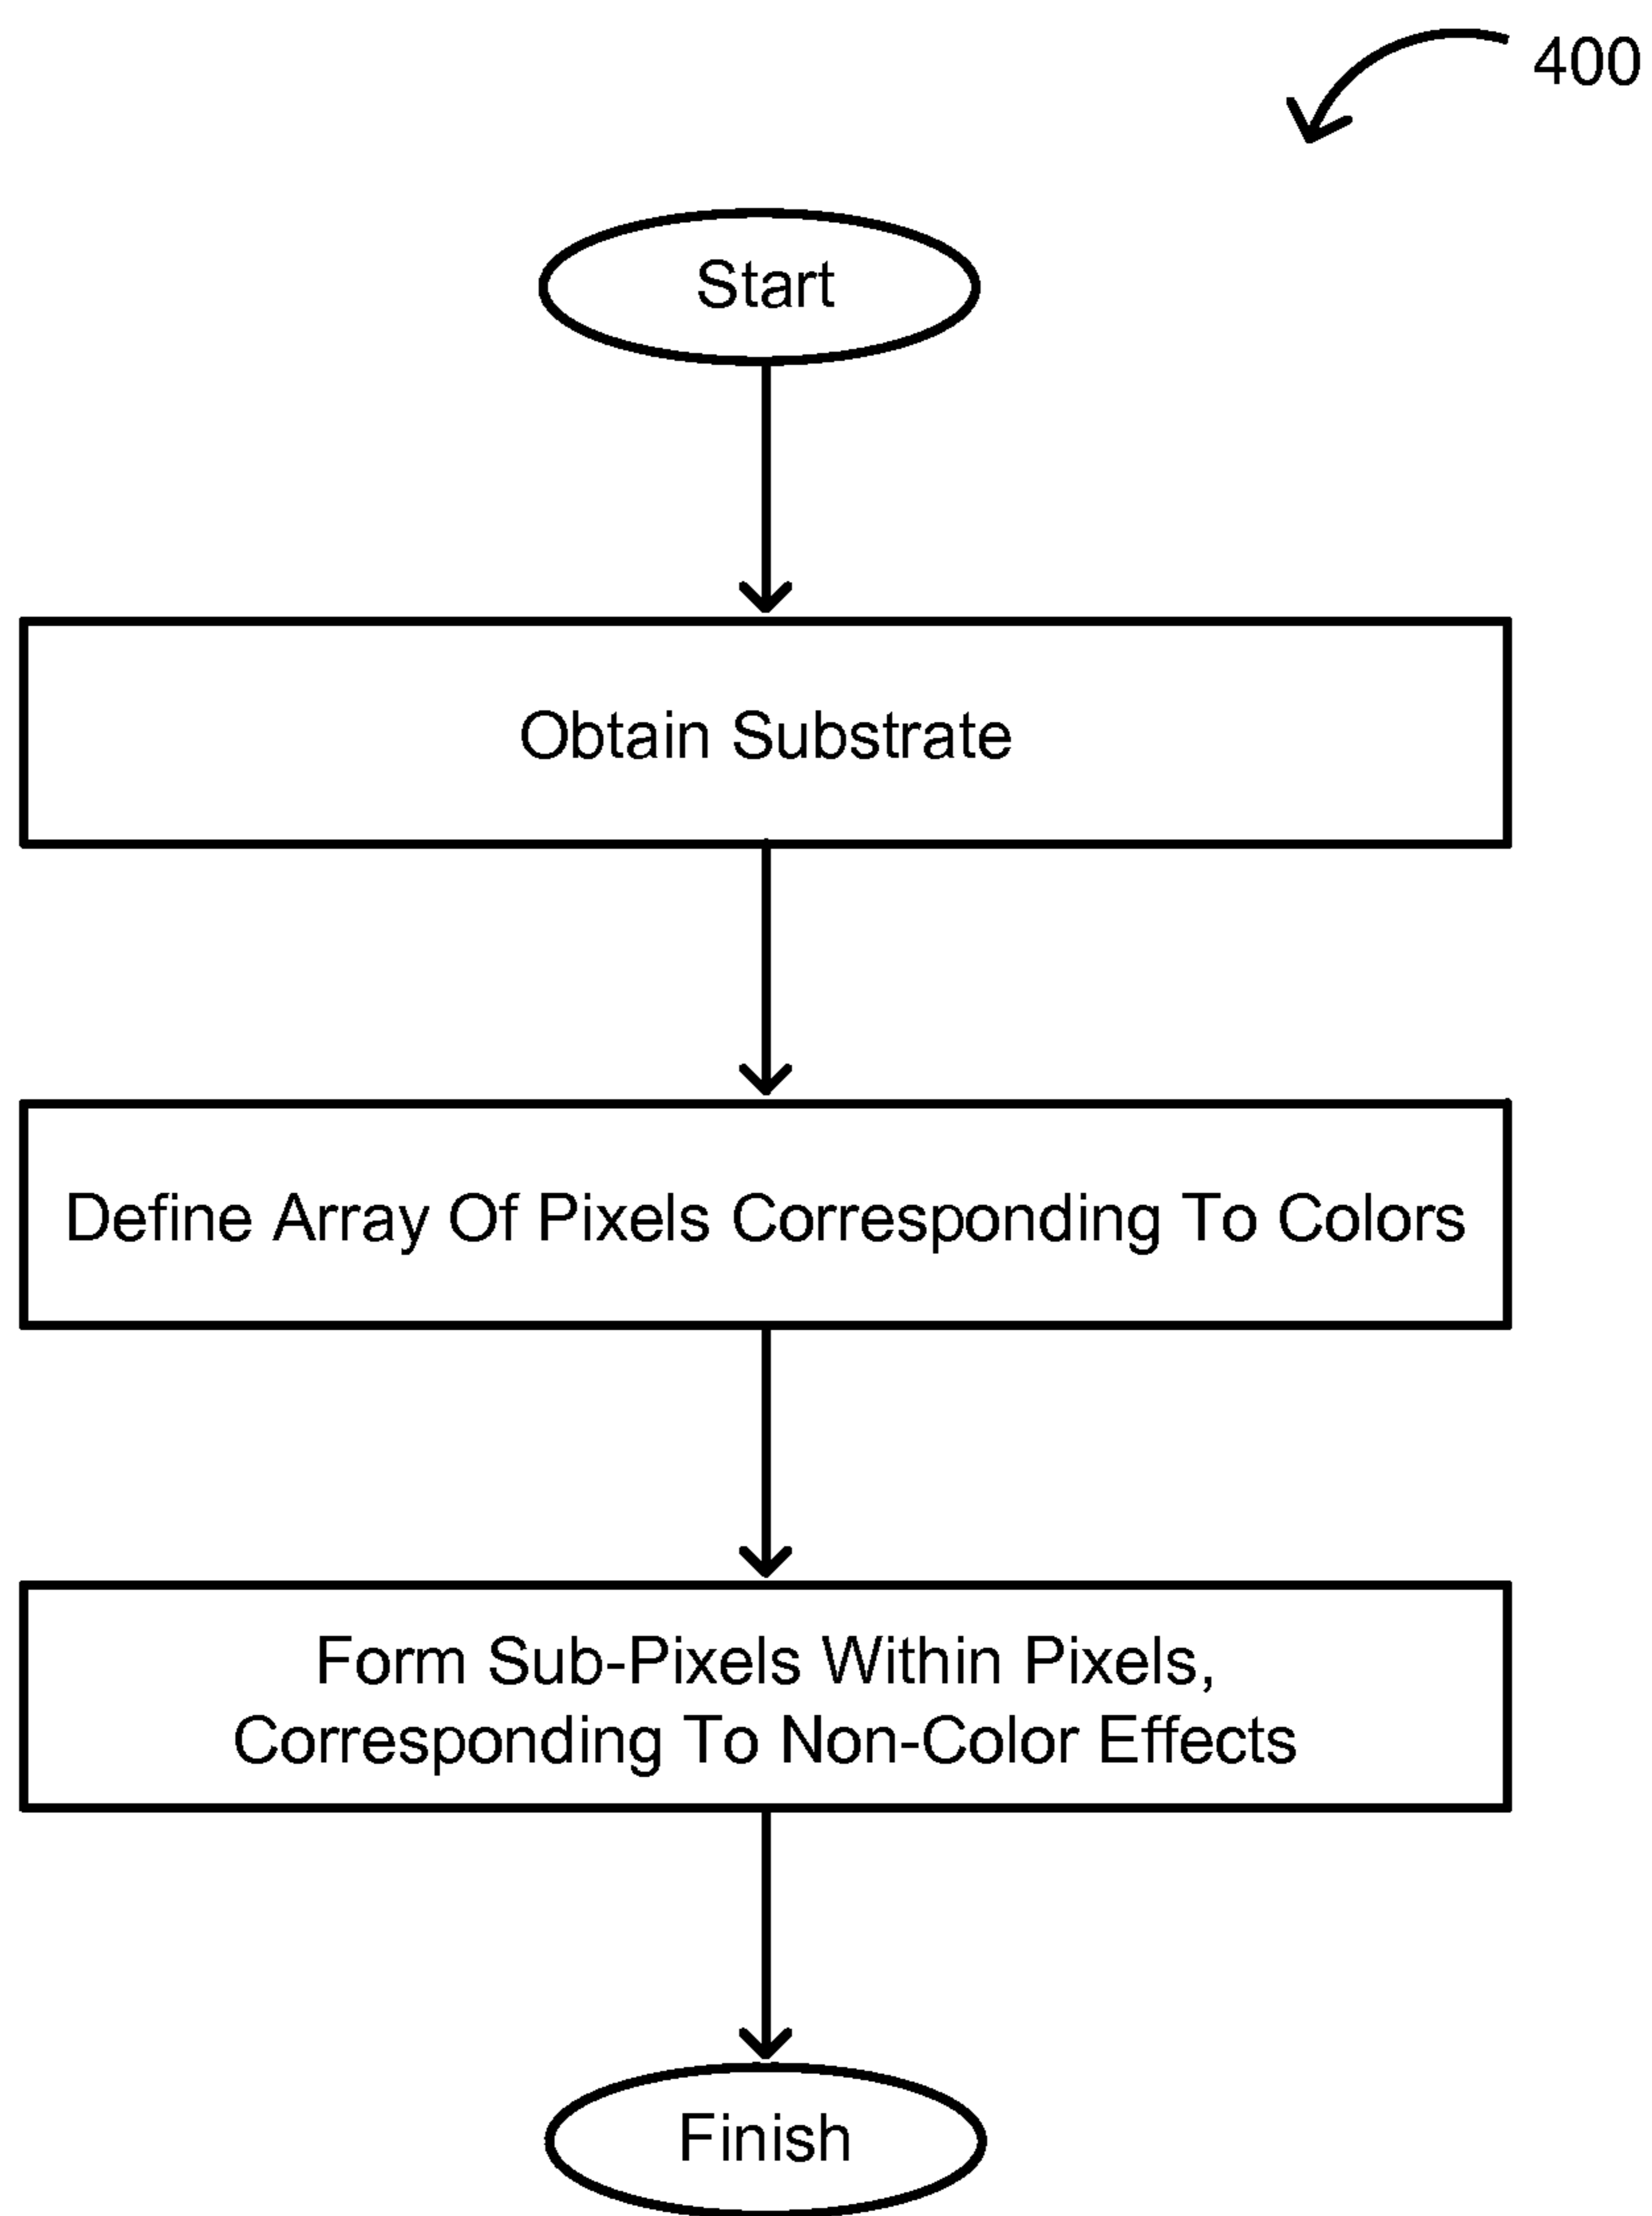 400
Start
Obtain Substrate
Define Array Of Pixels Corresponding To Colors
Form Sub-Pixels Within Pixels,
Corresponding To Non-Color Effects
Finish